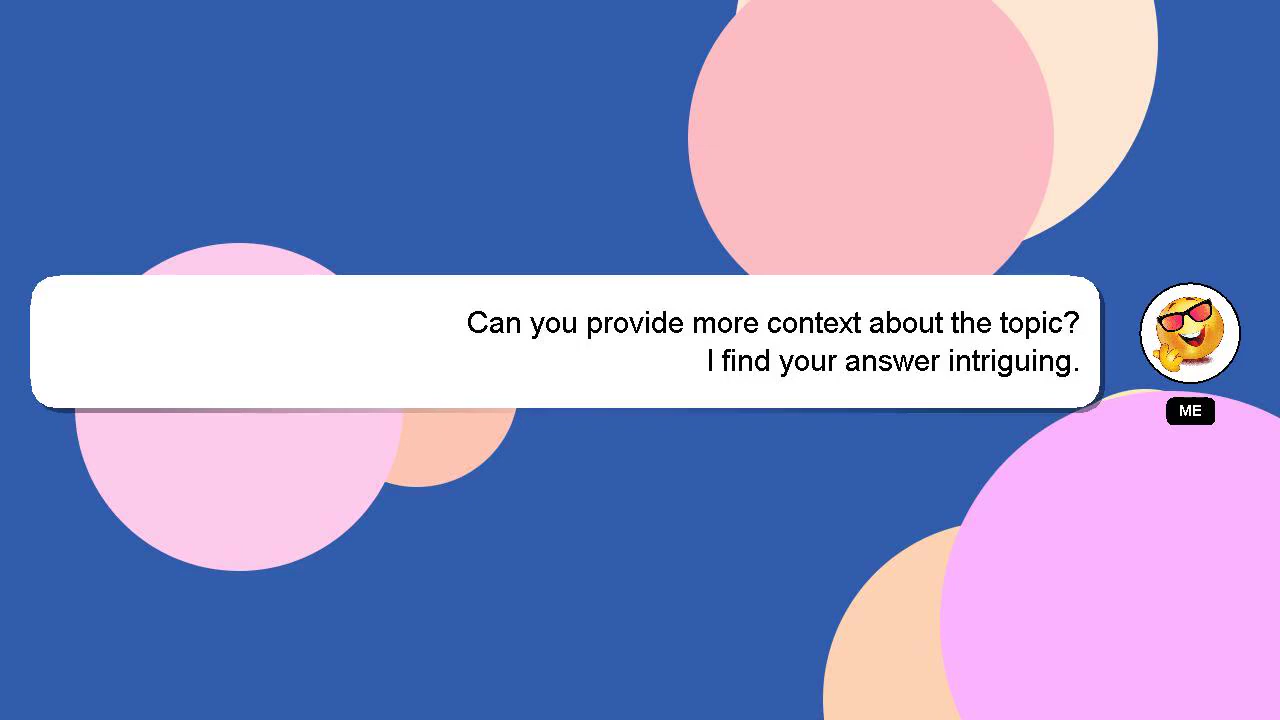 Can you provide more context about the topic?
I find your answer intriguing.
ME